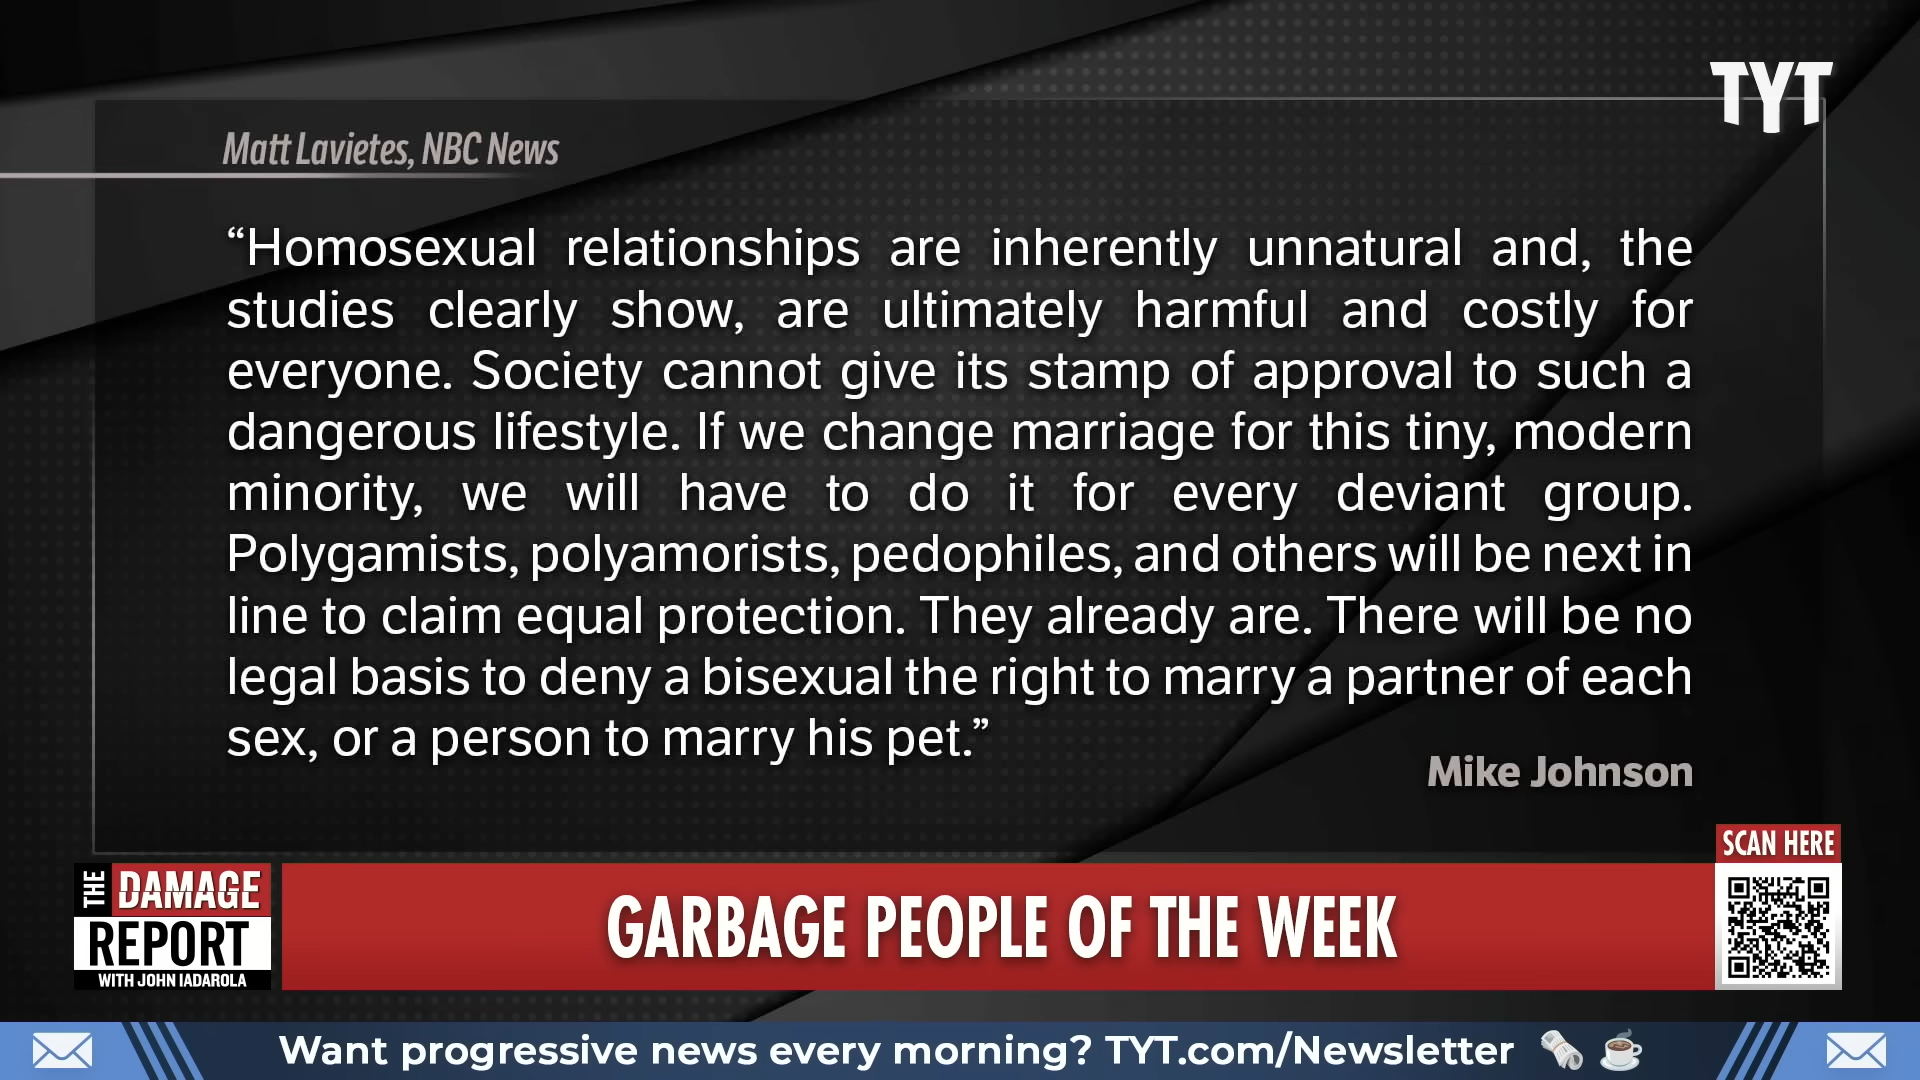 TYT
Matt Lavietes, NBC News
“Homosexual relationships are inherently unnatural and, the
studies clearly show, are ultimately harmful and costly for
everyone. Society cannot give its stamp of approval to such a
dangerous lifestyle. If we change marriage for this tiny, modern
minority, we will have to do it for every deviant group.
Polygamists, polyamorists, pedophiles, and others will be next in
line to claim equal protection. They already are. There will be no
legal basis to deny a bisexual the right to marry a partner of each
sex, or a person to marry his pet.”
Mike Johnson
SCAN HERE
THE DAMAGE
REPORT
WITH JOHN IADAROLA
GARBAGE PEOPLE OF THE WEEK
Want progressive news every morning? TYT.com/Newsletter